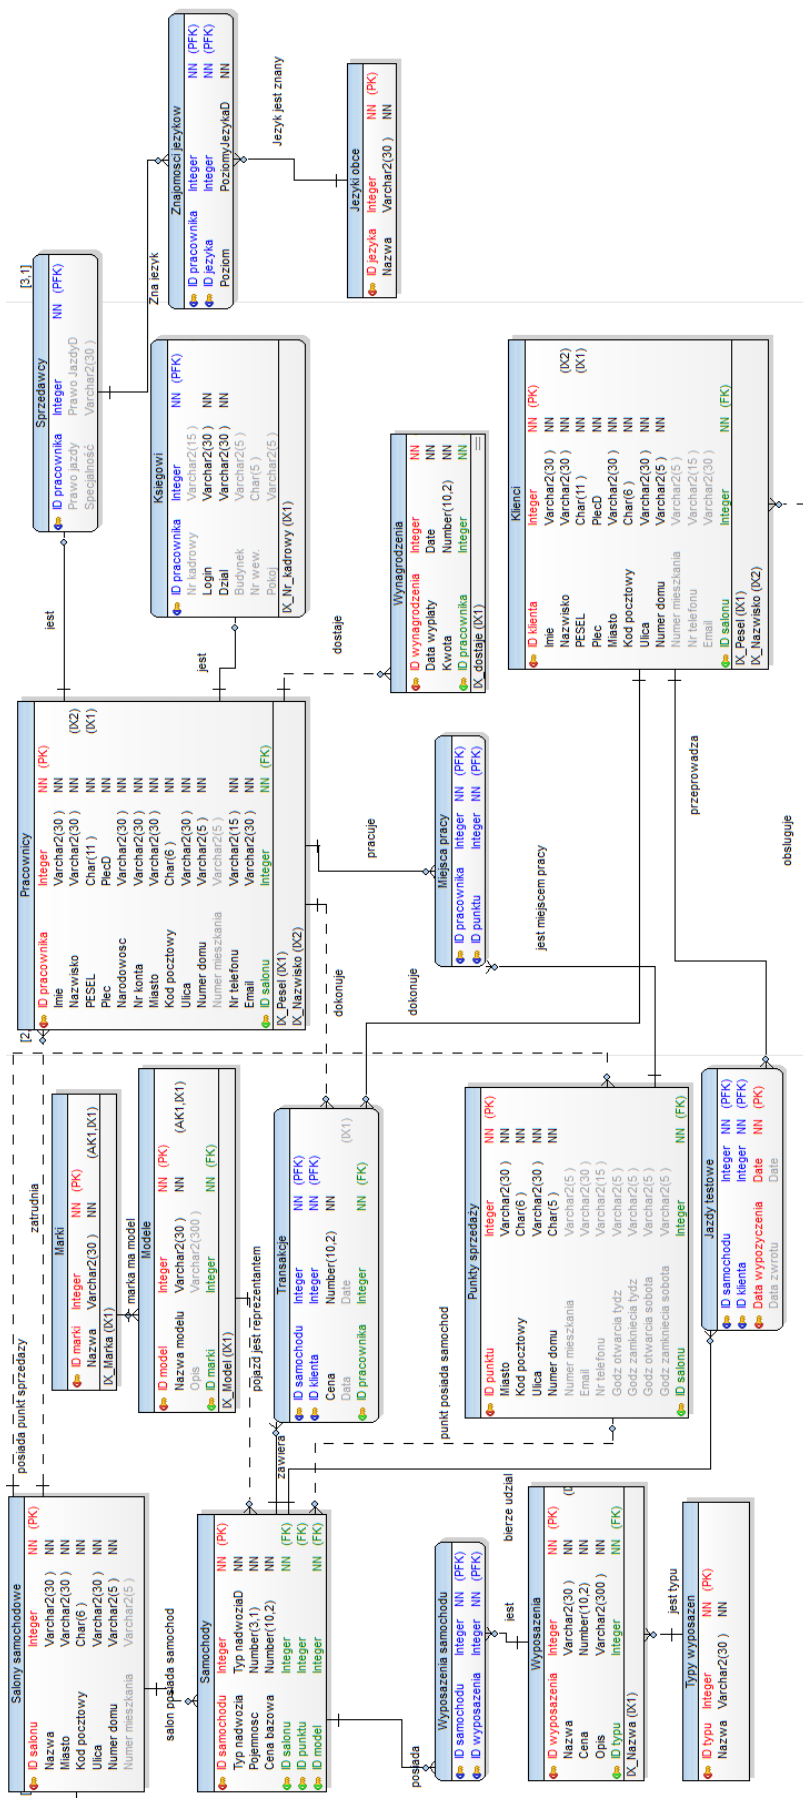 Salony samochodowe
ID salonu Integer NN (PK)
Nazwa Varchar2(30 ) NN
Miasto Varchar2(30 ) NN
Kod pocztowy Char(6 ) NN
Ulica Varchar2(30 ) NN
Numer domu Varchar2(5 ) NN
Numer mieszkania Varchar2(5 )
posiada punkt sprzedazy
zatrudnia
salon posiada samochod
Samochody
ID samochodu Integer NN (PK)
Typ nadwozia Typ nadwoziaD NN
Pojemnosc Number(3,1) NN
Cena bazowa Number(10,2) NN
ID salonu Integer NN (FK)
ID punktu Integer NN (FK)
ID model Integer NN (FK)
posiada
Wyposazenia samochodu
ID samochodu Integer NN (PFK)
ID wyposazenia Integer NN (PFK)
jest
Wyposazenia
ID wyposazenia Integer NN (PK)
Nazwa Varchar2(30 ) NN
Cena Number(10,2) NN
Opis Varchar2(300 ) NN
ID typu Integer NN (FK)
IX_Nazwa (IX1)
jest typu
Typy wyposazen
ID typu Integer NN (PK)
Nazwa Varchar2(30 ) NN
Marki
ID marki Integer NN (PK)
Nazwa Varchar2(30 ) NN (AK1,IX1)
IX_Marka (IX1)
marka ma model
Modele
ID model Integer NN (PK)
Nazwa modelu Varchar2(30 ) NN (AK1,IX1)
Opis Varchar2(300 )
ID marki Integer NN (FK)
IX_Model (IX1)
pojazd jest reprezentantem
Transakcje
ID samochodu Integer NN (PFK)
ID klienta Integer NN (PFK)
Cena Number(10,2) NN
Data Date (IX1)
ID pracownika Integer NN (FK)
zawiera
punkt posiada samochod
bierze udzial
Punkty sprzedaży
ID punktu Integer NN (PK)
Miasto Varchar2(30 ) NN
Kod pocztowy Char(6 ) NN
Ulica Varchar2(30 ) NN
Numer domu Char(5 ) NN
Numer mieszkania Varchar2(5 )
Email Varchar2(30 )
Nr telefonu Varchar2(15 )
Godz otwarcia tydz Varchar2(5 )
Godz zamkniecia tydz Varchar2(5 )
Godz otwarcia sobota Varchar2(5 )
Godz zamkniecia sobota Varchar2(5 )
ID salonu Integer NN (FK)
Jazdy testowe
ID samochodu Integer NN (PFK)
ID klienta Integer NN (PFK)
Data wypozyczenia Date NN (PK)
Data zwrotu Date
Pracownicy
ID pracownika Integer NN (PK)
Imie Varchar2(30 ) NN
Nazwisko Varchar2(30 ) NN (IX2)
PESEL Char(11 ) NN (IX1)
Plec PlecD NN
Narodowosc Varchar2(30 ) NN
Nr konta Varchar2(30 ) NN
Miasto Varchar2(30 ) NN
Kod pocztowy Char(6 ) NN
Ulica Varchar2(30 ) NN
Numer domu Varchar2(5 ) NN
Numer mieszkania Varchar2(5 )
Nr telefonu Varchar2(15 ) NN
Email Varchar2(30 ) NN
ID salonu Integer NN (FK)
IX_Pesel (IX1)
IX_Nazwisko (IX2)
dokonuje
dokonuje
pracuje
Miejsca pracy
ID pracownika Integer NN (PFK)
ID punktu Integer NN (PFK)
jest miejscem pracy
przeprowadza
obsluguje
jest
jest
dostaje
Sprzedawcy
[3,1]
ID pracownika Integer NN (PFK)
Prawo jazdy Prawo JazdyD
Specjalność Varchar2(30 )
Ksiegowi
ID pracownika Integer NN (PFK)
Nr kadrowy Varchar2(15 )
Login Varchar2(30 ) NN
Dzial Varchar2(30 ) NN
Budynek Varchar2(5 )
Nr wew. Char(5 )
Pokoj Varchar2(5 )
IX_Nr_kadrowy (IX1)
Wynagrodzenia
ID wynagrodzenia Integer NN
Data wyplaty Date NN
Kwota Number(10,2) NN
ID pracownika Integer NN
IX_dostaje (IX1)
Klienci
ID klienta Integer NN (PK)
Imie Varchar2(30 ) NN
Nazwisko Varchar2(30 ) NN (IX2)
PESEL Char(11 ) NN (IX1)
Plec PlecD NN
Miasto Varchar2(30 ) NN
Kod pocztowy Char(6 ) NN
Ulica Varchar2(30 ) NN
Numer domu Varchar2(5 ) NN
Numer mieszkania Varchar2(5 )
Nr telefonu Varchar2(15 )
Email Varchar2(30 )
ID salonu Integer NN (FK)
IX_Pesel (IX1)
IX_Nazwisko (IX2)
Zna jezyk
Znajomosci jezykow
ID pracownika Integer NN (PFK)
ID jezyka Integer NN (PFK)
Poziom PoziomyJezykaD NN
Jezyk jest znany
Jezyki obce
ID jezyka Integer NN (PK)
Nazwa Varchar2(30 ) NN